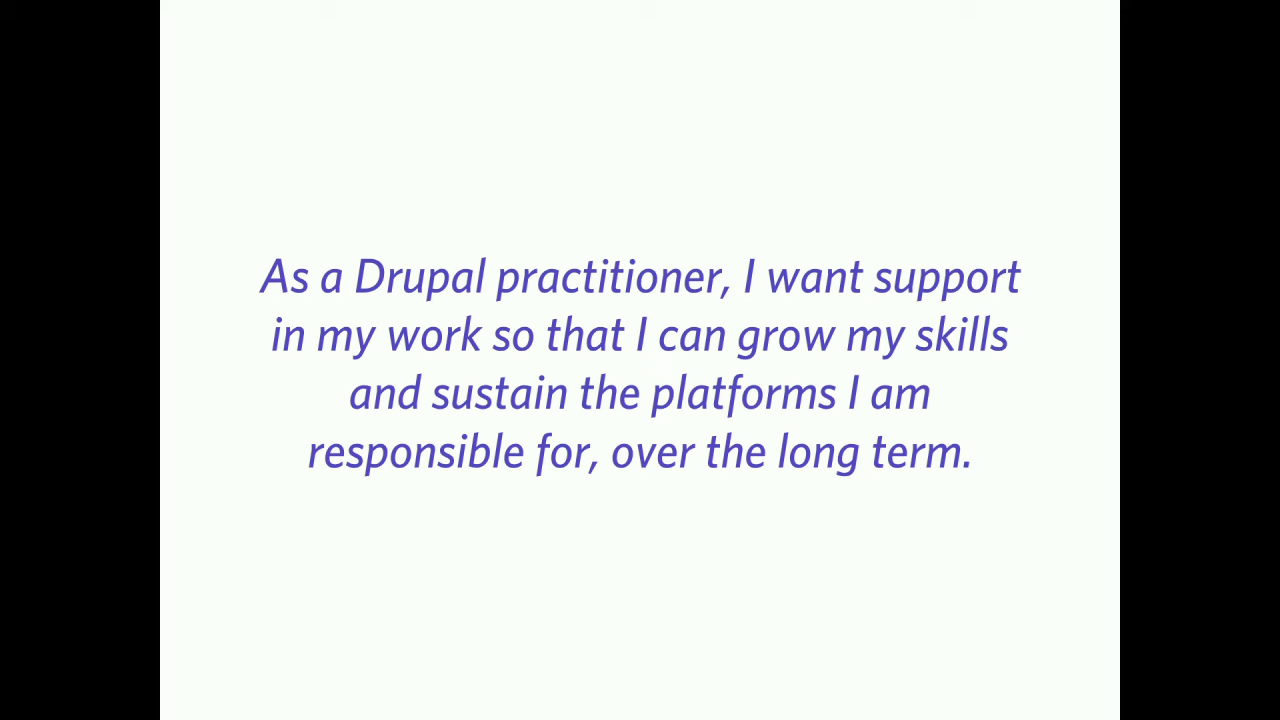 As a Drupal practitioner, I want support
in my work so that I can grow my skills
and sustain the platforms I am
responsible for, over the long term.